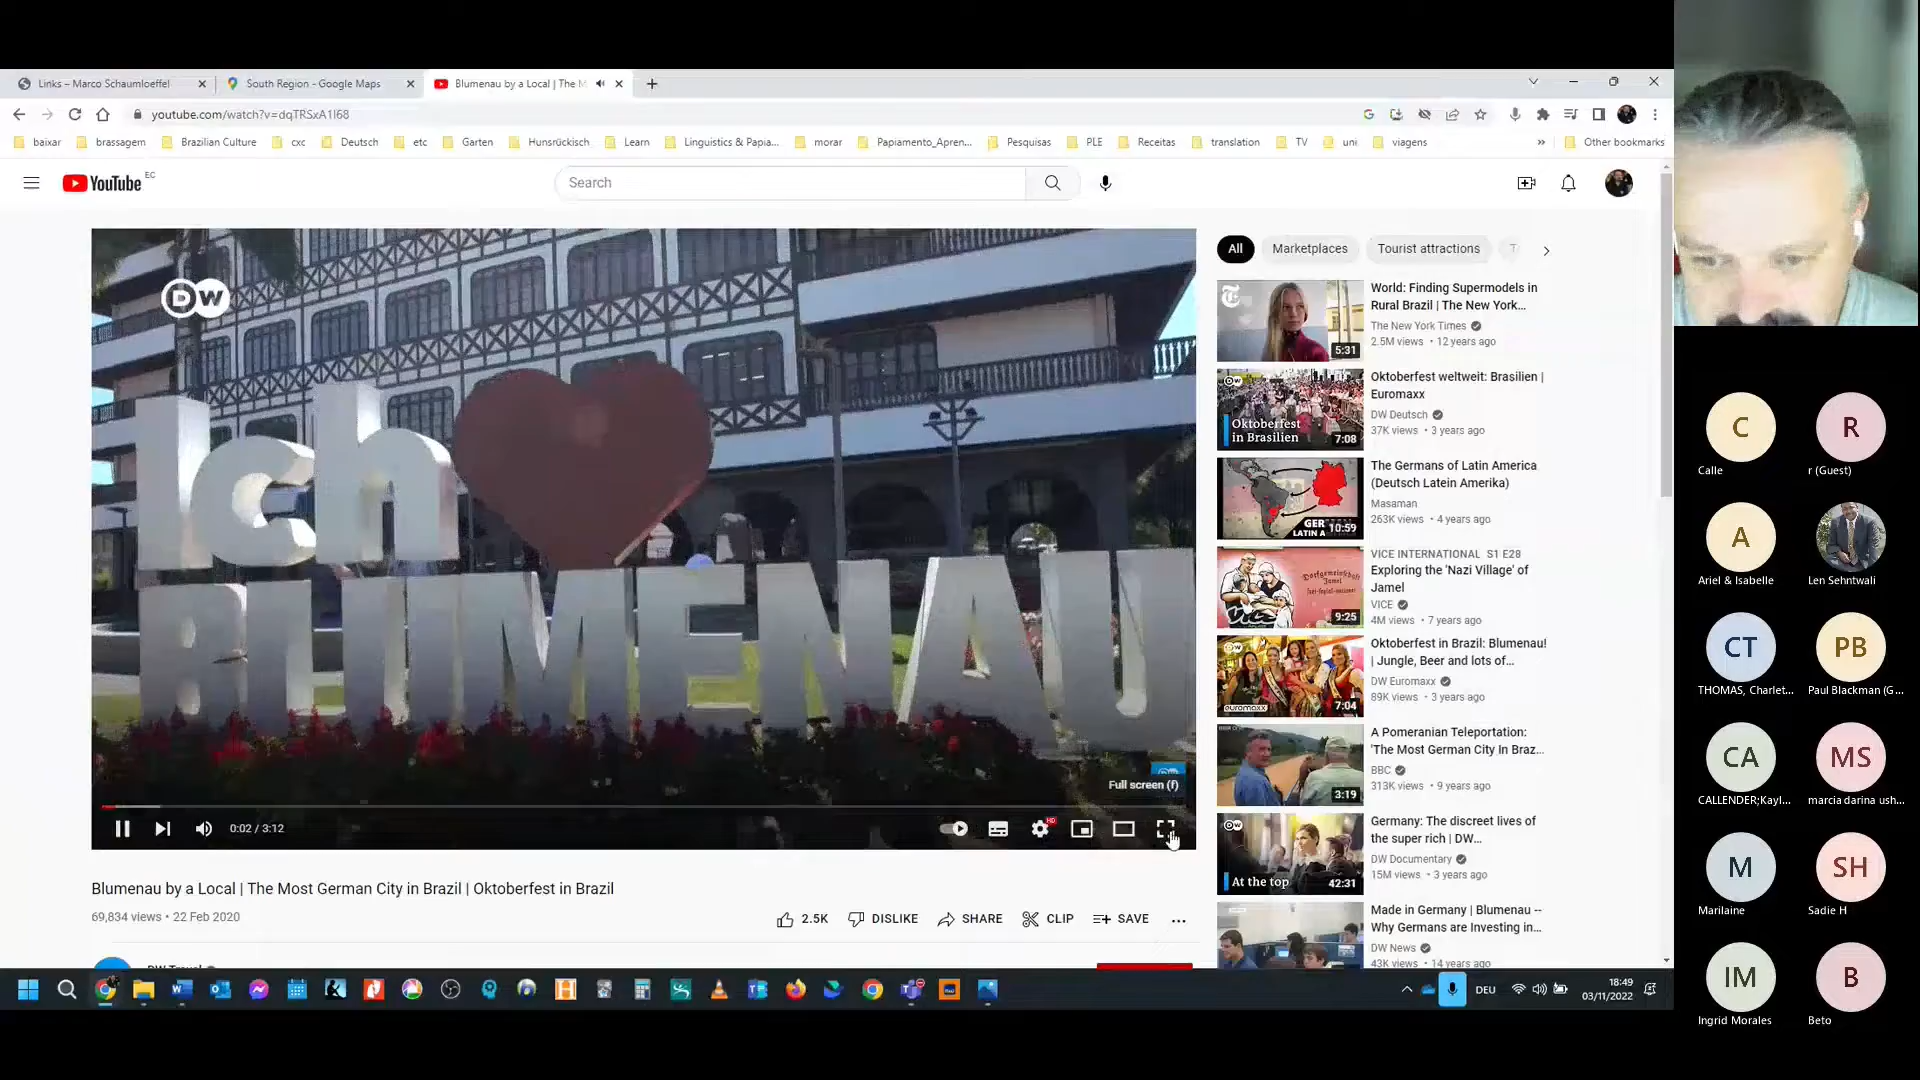 Links – Marco Schaumloeffel
South Region - Google Maps
Blumenau by a Local | The M
youtube.com/watch?v=dqTRSxA1I68
baixar
brassagem
Brazilian Culture
cxc
Deutsch
etc
Garten
Hunsrückisch
Learn
Linguistics & Papia...
morar
Papiamento_Apren...
Pesquisas
PLE
Receitas
translation
TV
uni
viagens
»
Other bookmarks
YouTube EC
Search
DW
Ich
BLUMENAU
Full screen (f)
0:02 / 3:12
HD
Blumenau by a Local | The Most German City in Brazil | Oktoberfest in Brazil
69,834 views • 22 Feb 2020
2.5K
DISLIKE
SHARE
CLIP
SAVE
All
Marketplaces
Tourist attractions
T
5:31
World: Finding Supermodels in
Rural Brazil | The New York...
The New York Times
2.5M views • 12 years ago
Oktoberfest
in Brasilien
7:08
Oktoberfest weltweit: Brasilien |
Euromaxx
DW Deutsch
37K views • 3 years ago
GER
LATIN A
10:59
The Germans of Latin America
(Deutsch Latein Amerika)
Masaman
263K views • 4 years ago
Dorfgemeinschaft
Jamel
9:25
VICE INTERNATIONAL S1 E28
Exploring the 'Nazi Village' of
Jamel
VICE
4M views • 7 years ago
euromaxx
7:04
Oktoberfest in Brazil: Blumenau!
| Jungle, Beer and lots of...
DW Euromaxx
89K views • 3 years ago
3:19
A Pomeranian Teleportation:
'The Most German City In Braz...
BBC
313K views • 9 years ago
At the top
42:31
Germany: The discreet lives of
the super rich | DW...
DW Documentary
15M views • 3 years ago
Made in Germany | Blumenau --
Why Germans are Investing in...
DW News
43K views • 14 years ago
DEU
18:49
03/11/2022
C
Calle
R
r (Guest)
A
Ariel & Isabelle
Len Sehntwali
CT
THOMAS, Charlet...
PB
Paul Blackman (G...
CA
CALLENDER;Kayl...
MS
marcia darina ush...
M
Marilaine
SH
Sadie H
IM
Ingrid Morales
B
Beto